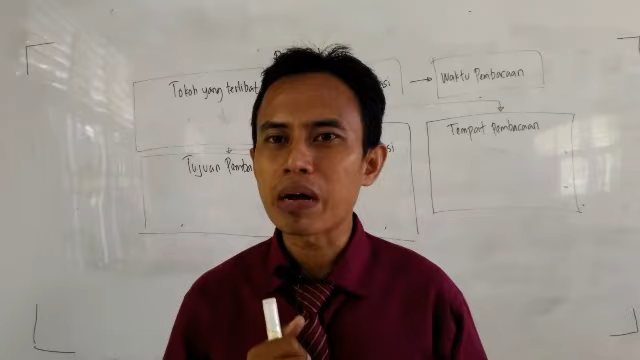 Tokoh yang terlibat
Waktu Pembacaan
Tujuan
Tempat Pembacaan